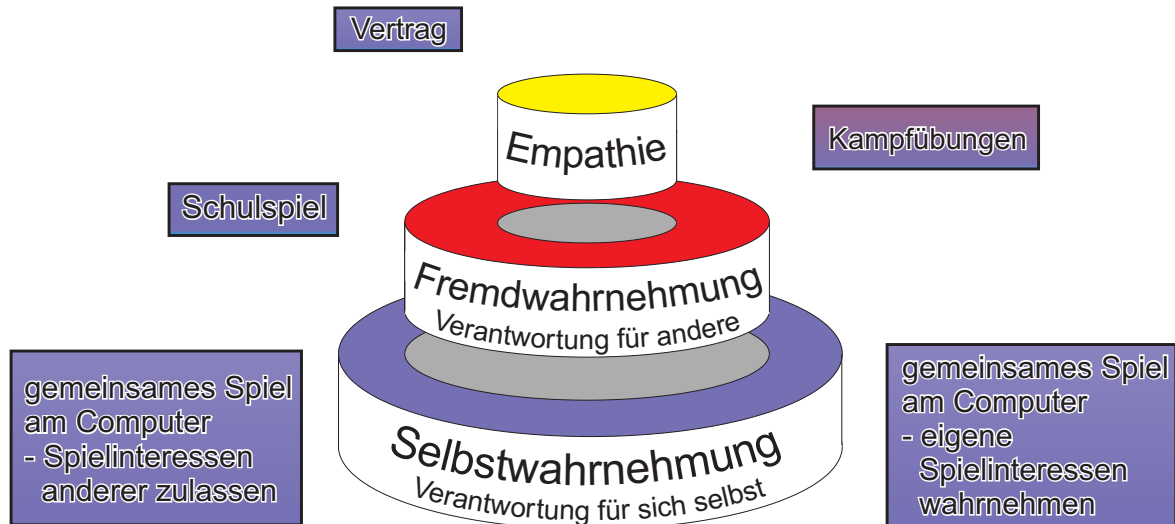 Vertrag
Empathie
Kampfübungen
Schulspiel
Fremdwahrnehmung
Verantwortung für andere
gemeinsames Spiel
am Computer
- Spielinteressen
anderer zulassen
Selbstwahrnehmung
Verantwortung für sich selbst
gemeinsames Spiel
am Computer
- eigene
Spielinteressen
wahrnehmen